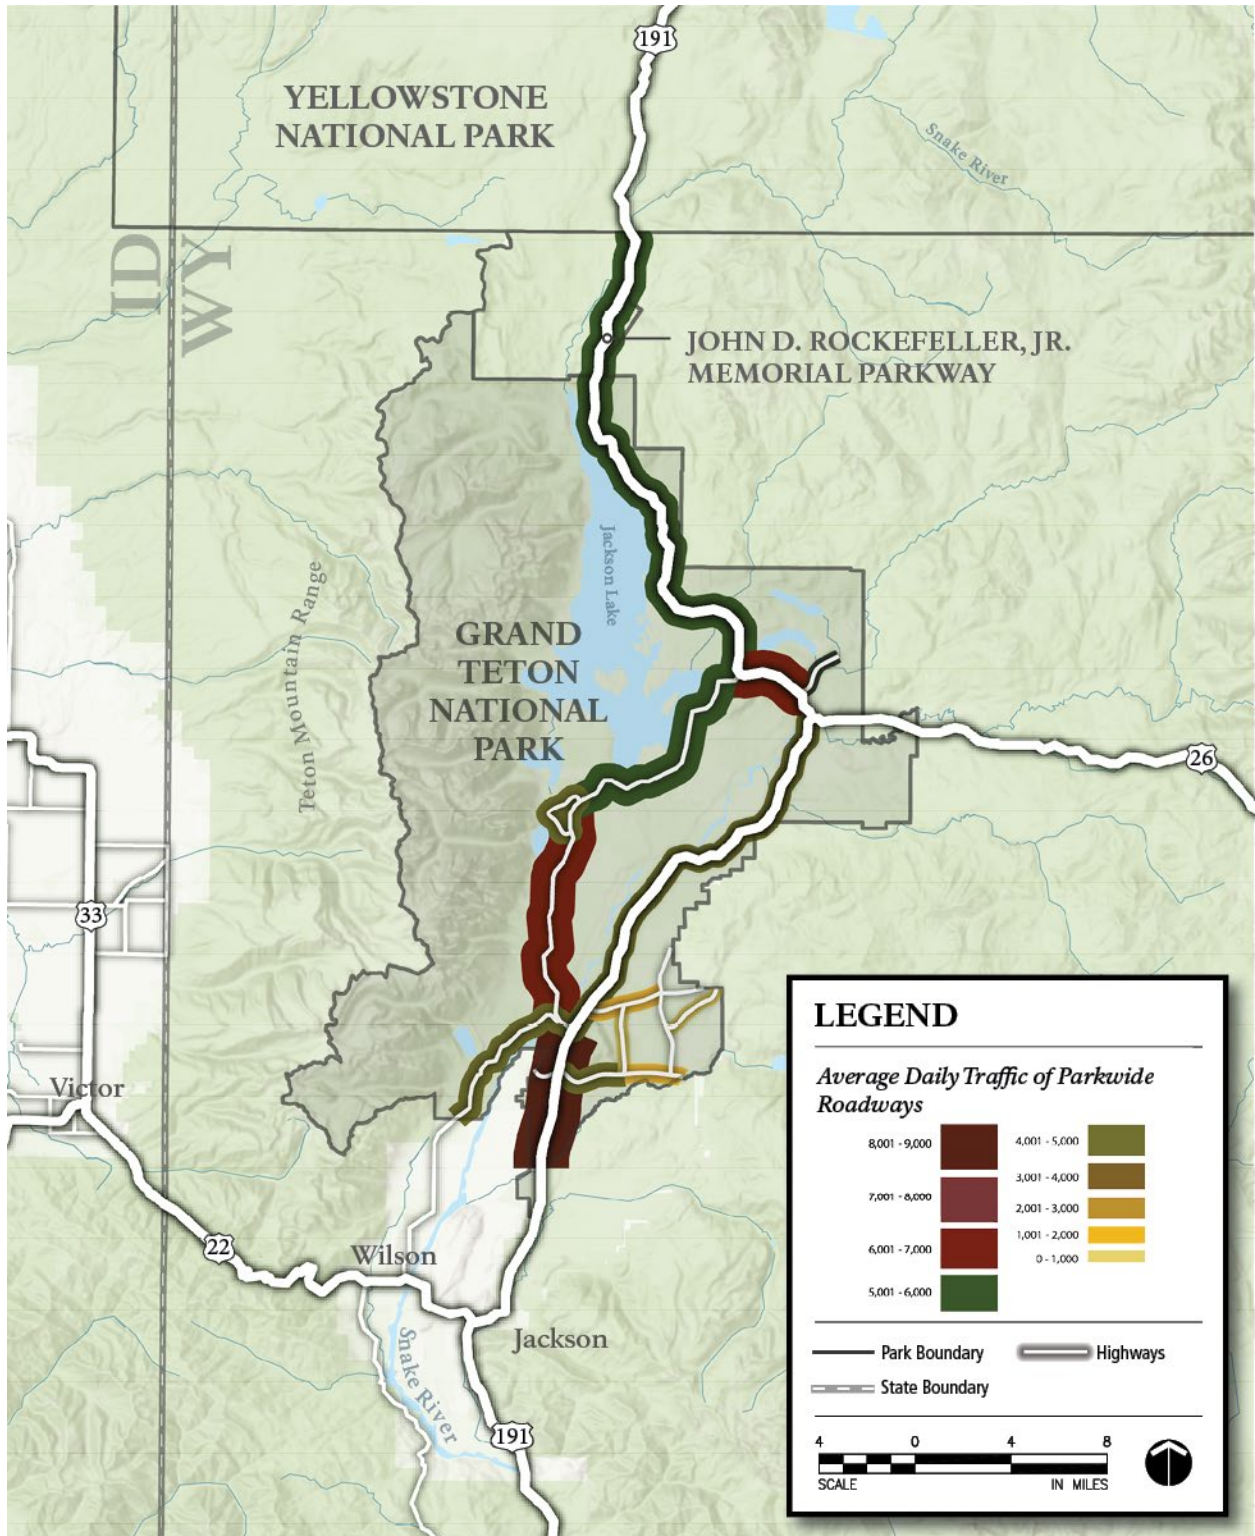 191
YELLOWSTONE
NATIONAL PARK
Snake River
ID
WY
JOHN D. ROCKEFELLER, JR.
MEMORIAL PARKWAY
Jackson Lake
Teton Mountain Range
GRAND
TETON
NATIONAL
PARK
26
33
Victor
22
Wilson
Jackson
Snake River
191
LEGEND
Average Daily Traffic of Parkwide
Roadways
8,001 - 9,000
7,001 - 8,000
6,001 - 7,000
5,001 - 6,000
4,001 - 5,000
3,001 - 4,000
2,001 - 3,000
1,001 - 2,000
0 - 1,000
Park Boundary
Highways
State Boundary
4 0 4 8
SCALE IN MILES